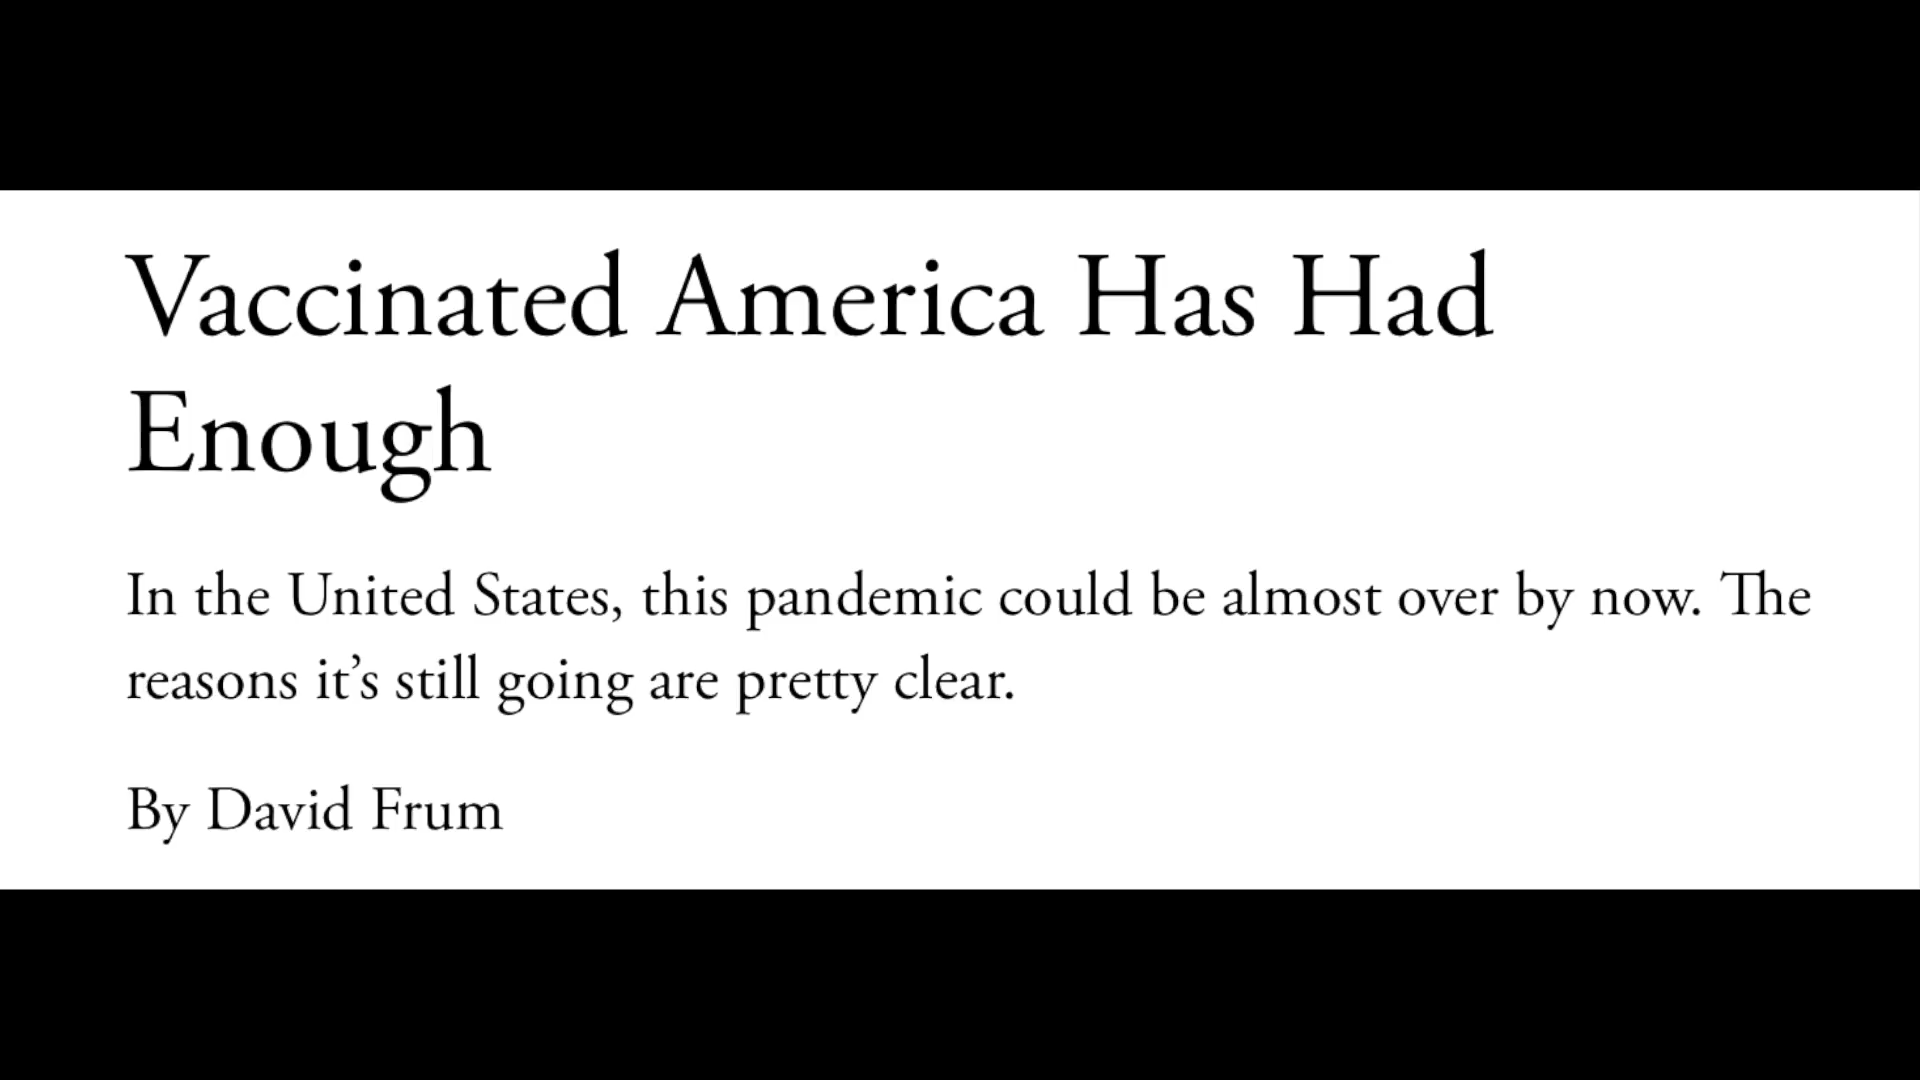 Vaccinated America Has Had
Enough
In the United States, this pandemic could be almost over by now. The
reasons it’s still going are pretty clear.
By David Frum